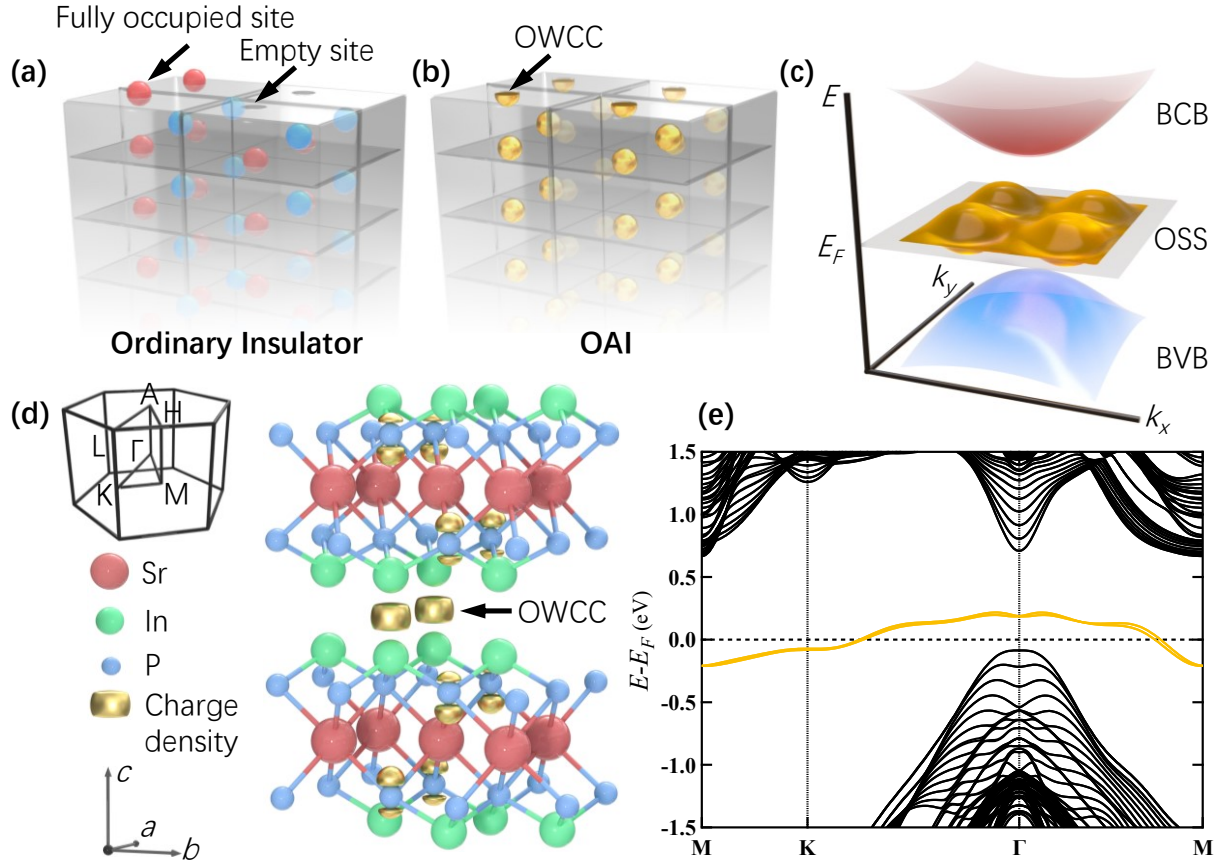 Fully occupied site
Empty site
(a)
Ordinary Insulator
OWCC
(b)
OAI
(c)
E
BCB
E_F
OSS
k_y
BVB
k_x
(d)
A
H
L
Γ
K
M
Sr
In
P
Charge
density
c
a
b
OWCC
(e)
E-E_F (eV)
1.5
1.0
0.5
0.0
-0.5
-1.0
-1.5
M K Γ M